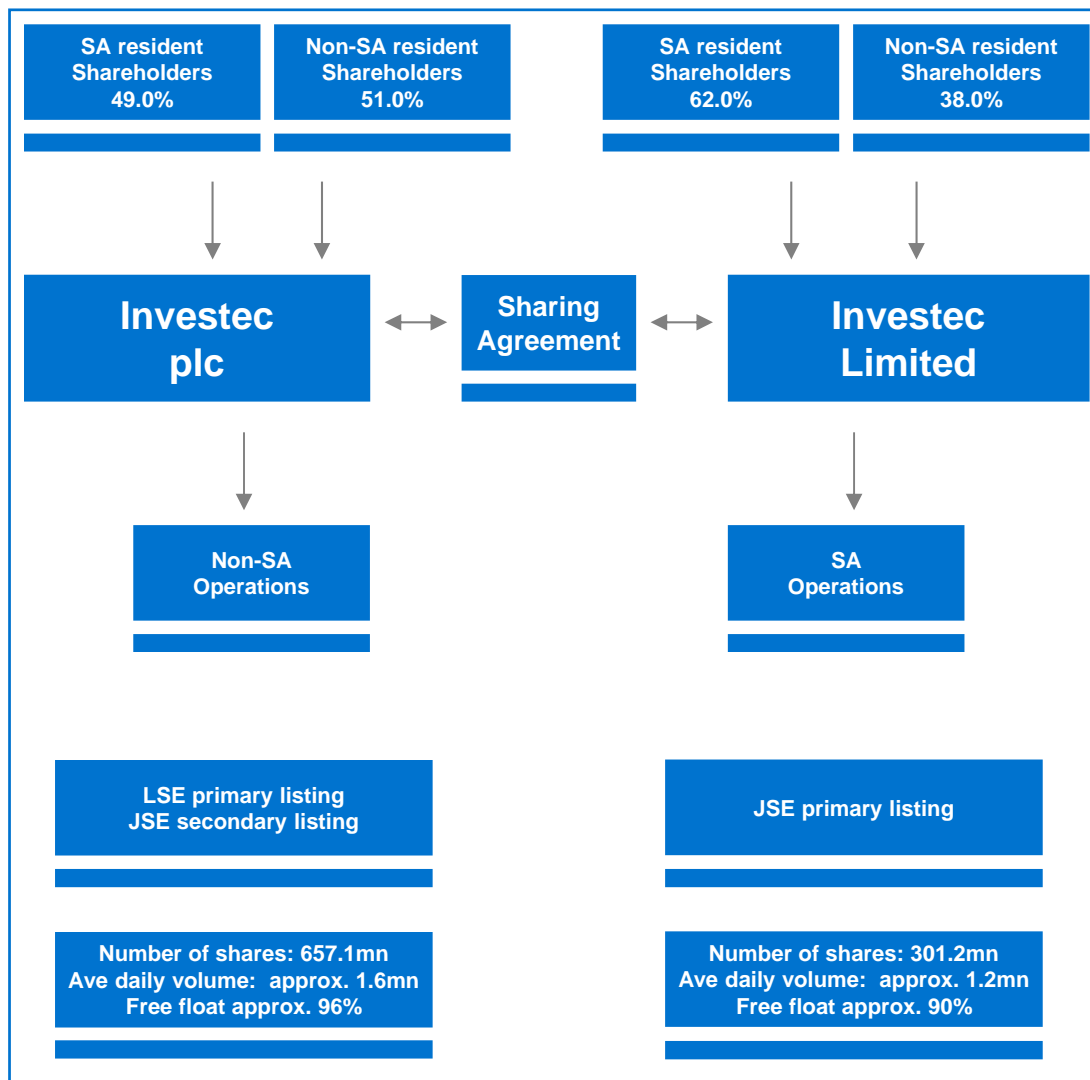 SA resident
Shareholders
49.0%
Non-SA resident
Shareholders
51.0%
SA resident
Shareholders
62.0%
Non-SA resident
Shareholders
38.0%
Investec
plc
Sharing
Agreement
Investec
Limited
Non-SA
Operations
SA
Operations
LSE primary listing
JSE secondary listing
JSE primary listing
Number of shares: 657.1mn
Ave daily volume:  approx. 1.6mn
Free float approx. 96%
Number of shares: 301.2mn
Ave daily volume:  approx. 1.2mn
Free float approx. 90%